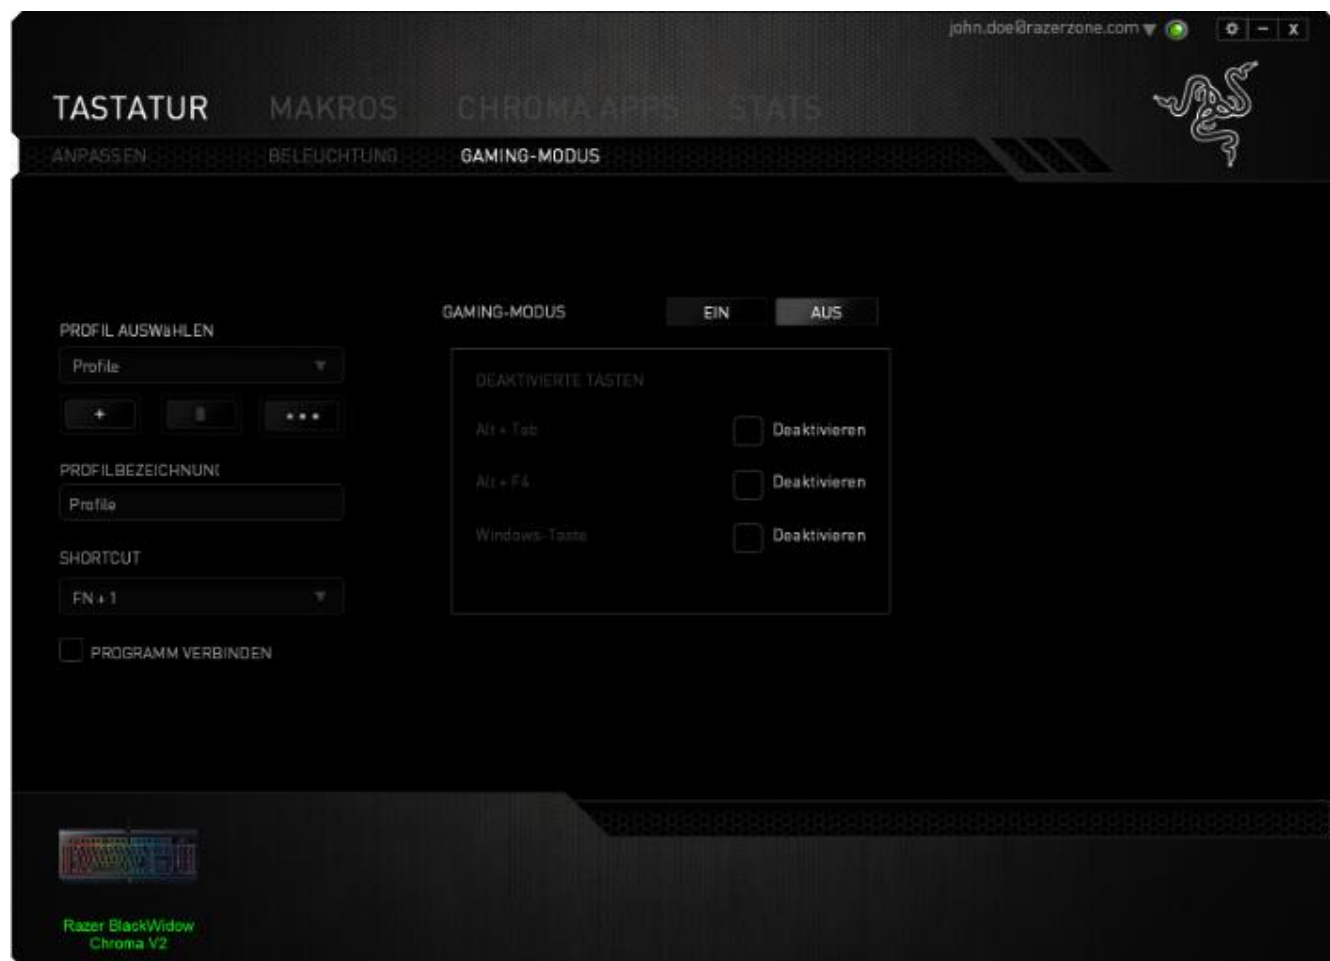 john.doe@razerzone.com
TASTATUR MAKROS CHROMA APPS STATS
ANPASSEN BELEUCHTUNG GAMING-MODUS
GAMING-MODUS EIN AUS
PROFIL AUSWäHLEN
Profile
DEAKTIVIERTE TASTEN
Alt + Tab Deaktivieren
PROFILBEZEICHNUN
Profile
Alt + F4 Deaktivieren
Windows-Taste Deaktivieren
SHORTCUT
FN + 1
PROGRAMM VERBINDEN
Razer BlackWidow
Chroma V2